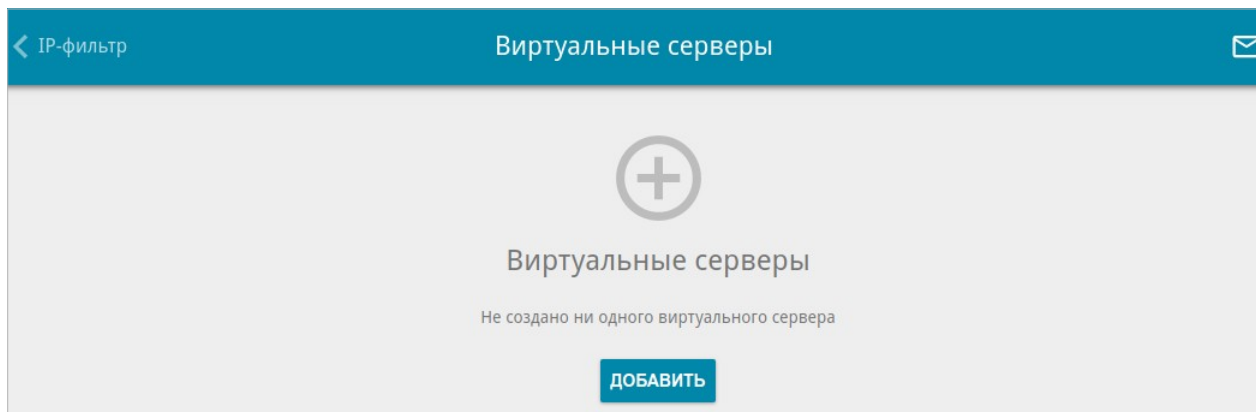 IP-фильтр
Виртуальные серверы
Виртуальные серверы
Не создано ни одного виртуального сервера
ДОБАВИТЬ